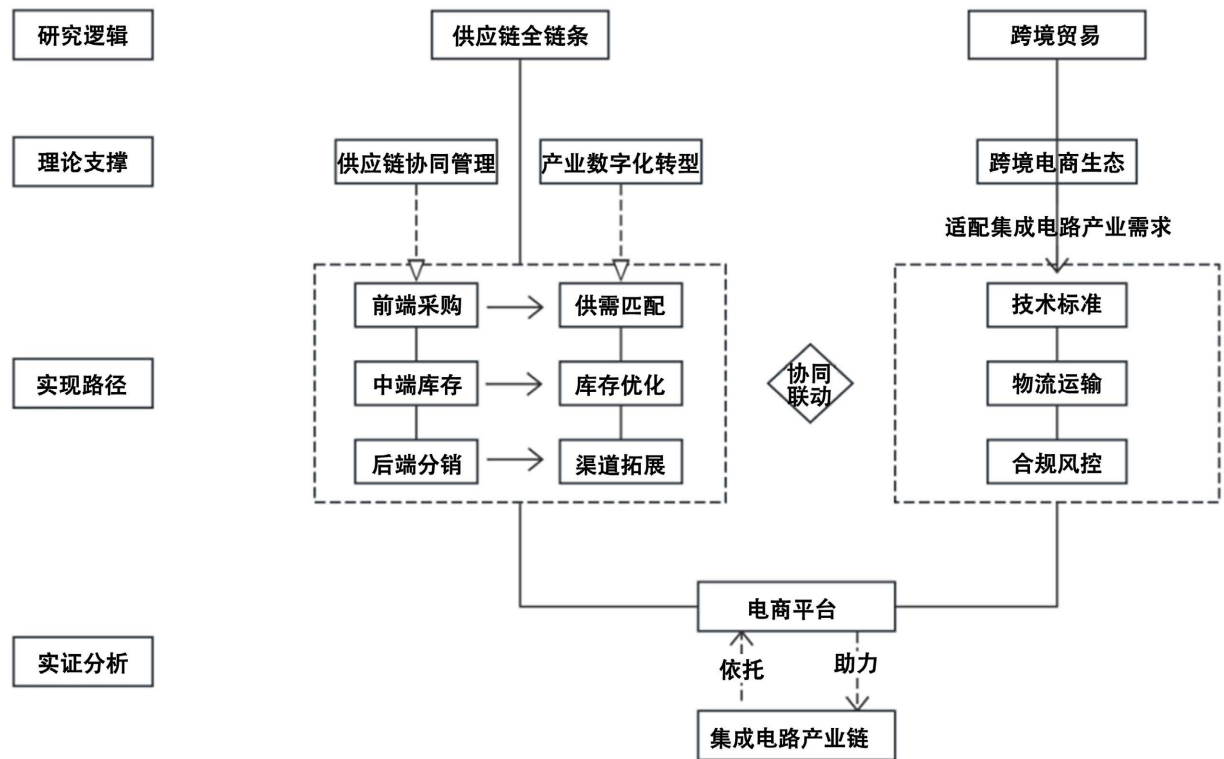 研究逻辑
供应链全链条
跨境贸易
理论支撑
供应链协同管理
产业数字化转型
跨境电商生态
适配集成电路产业需求
前端采购
供需匹配
技术标准
实现路径
中端库存
库存优化
协同
联动
物流运输
后端分销
渠道拓展
合规风控
电商平台
实证分析
依托
助力
集成电路产业链